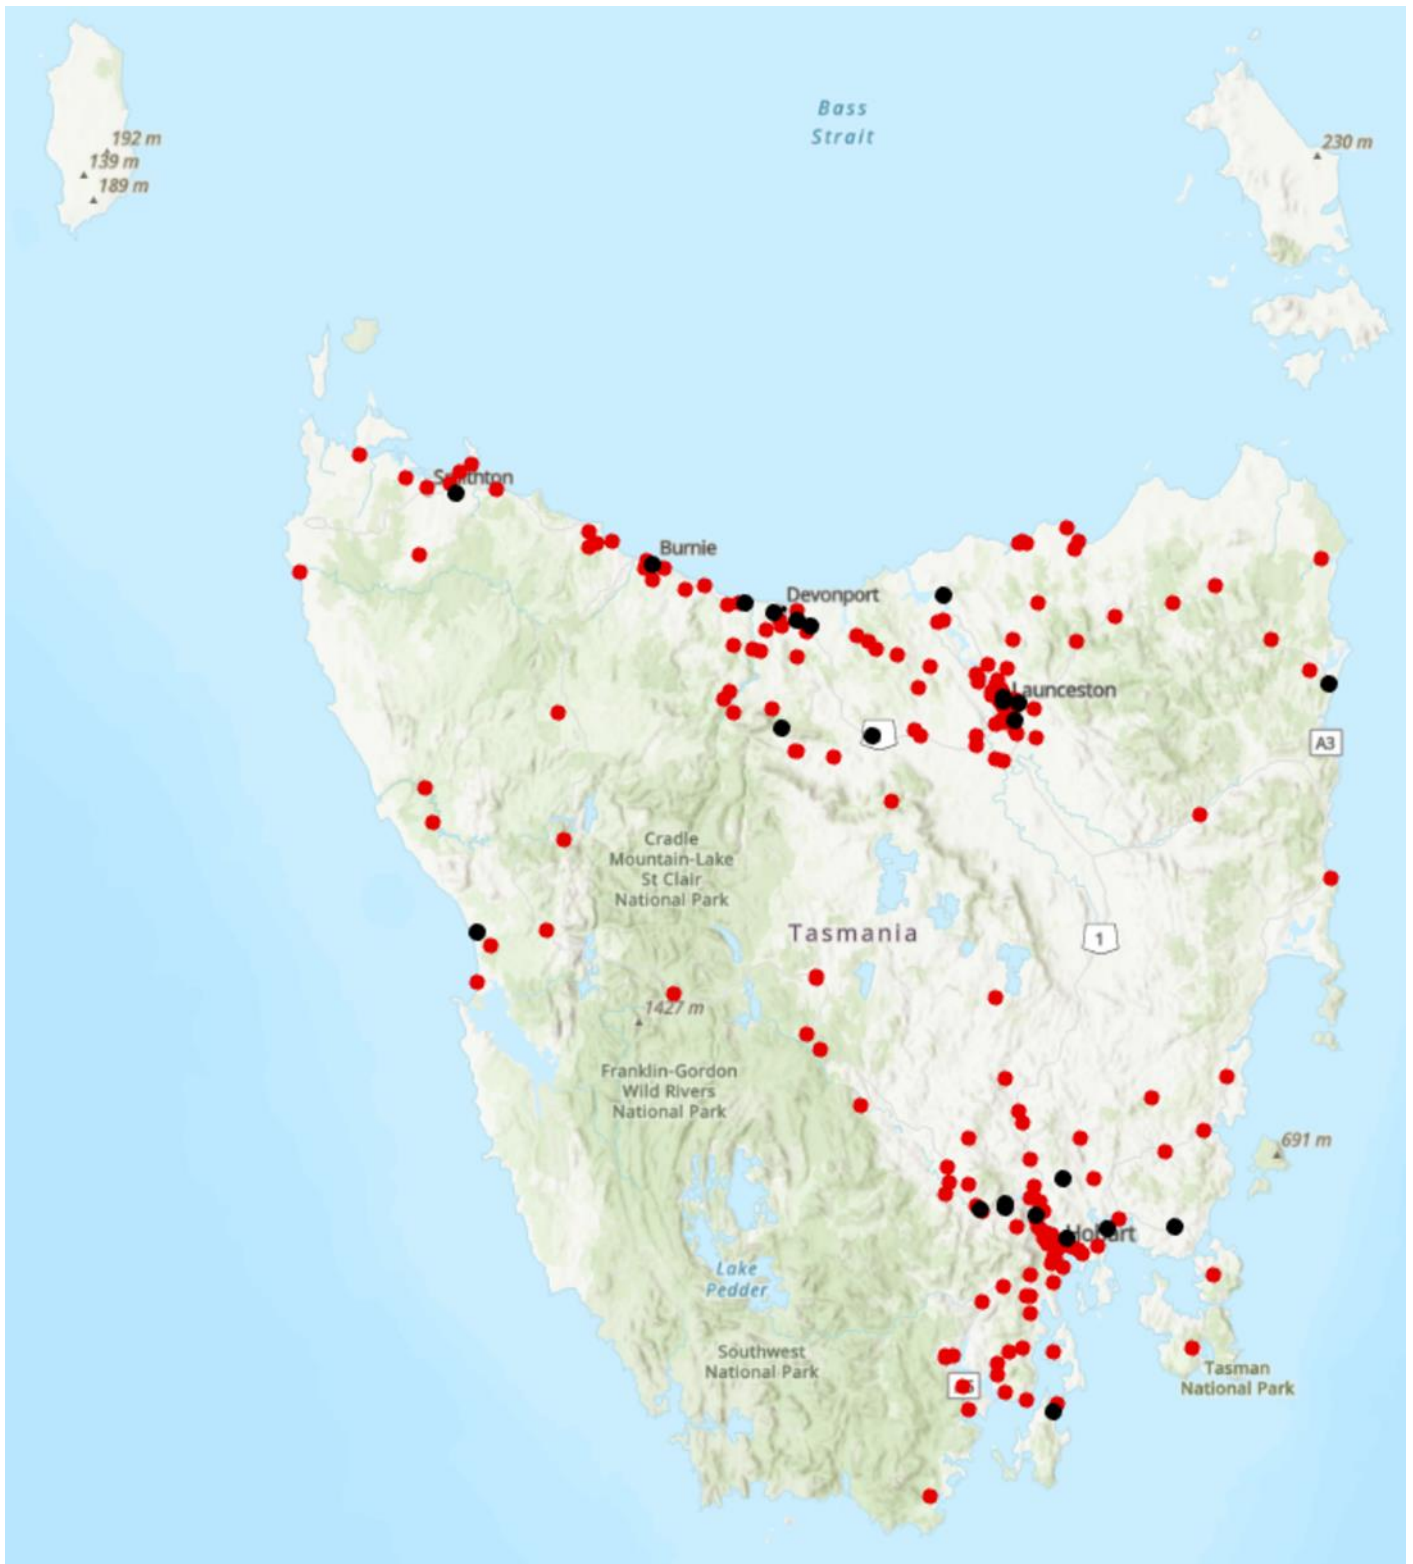 Bass
Strait
192 m
139 m
189 m
230 m
Burnie
Devonport
Launceston
A3
Cradle
Mountain-Lake
St Clair
National Park
Tasmania
1
1427 m
Franklin-Gordon
Wild Rivers
National Park
691 m
Lake
Pedder
Southwest
National Park
Tasman
National Park